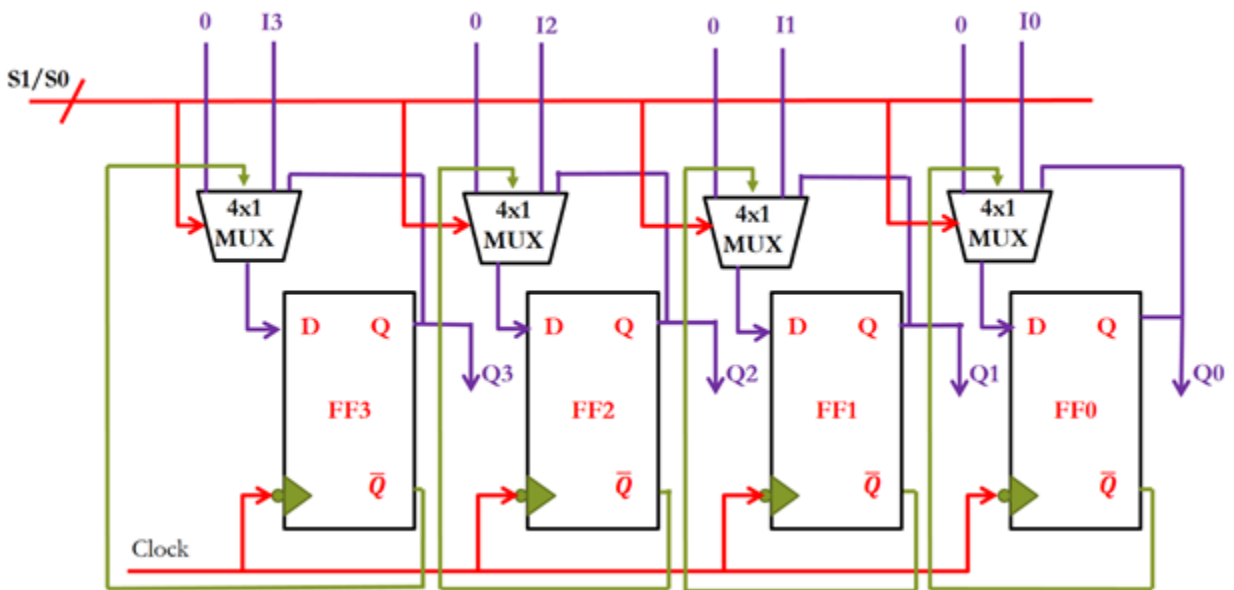 0 I3 0 I2 0 I1 0 I0
S1/S0
4x1 4x1 4x1 4x1
MUX MUX MUX MUX
D Q D Q D Q D Q
Q3 Q2 Q1 Q0
FF3 FF2 FF1 FF0
Q̅ Q̅ Q̅ Q̅
Clock